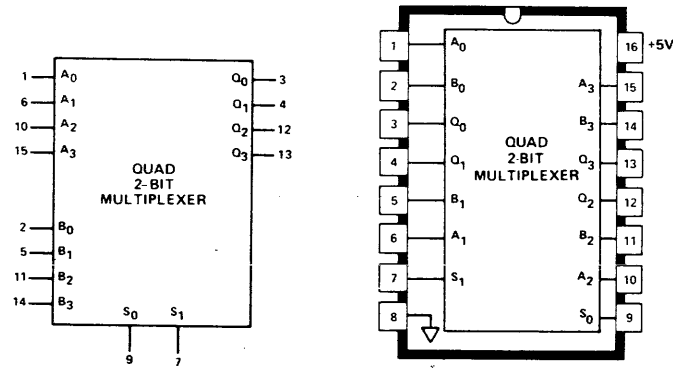 1 A0 Q0 3
6 A1 Q1 4
10 A2 Q2 12
15 A3 Q3 13
QUAD
2-BIT
MULTIPLEXER
2 B0
5 B1
11 B2
14 B3
S0 S1
9 7
1 A0 16 +5V
2 B0 A3 15
3 Q0 B3 14
QUAD
2-BIT
MULTIPLEXER
4 Q1 Q3 13
5 B1 Q2 12
6 A1 B2 11
7 S1 A2 10
8 S0 9